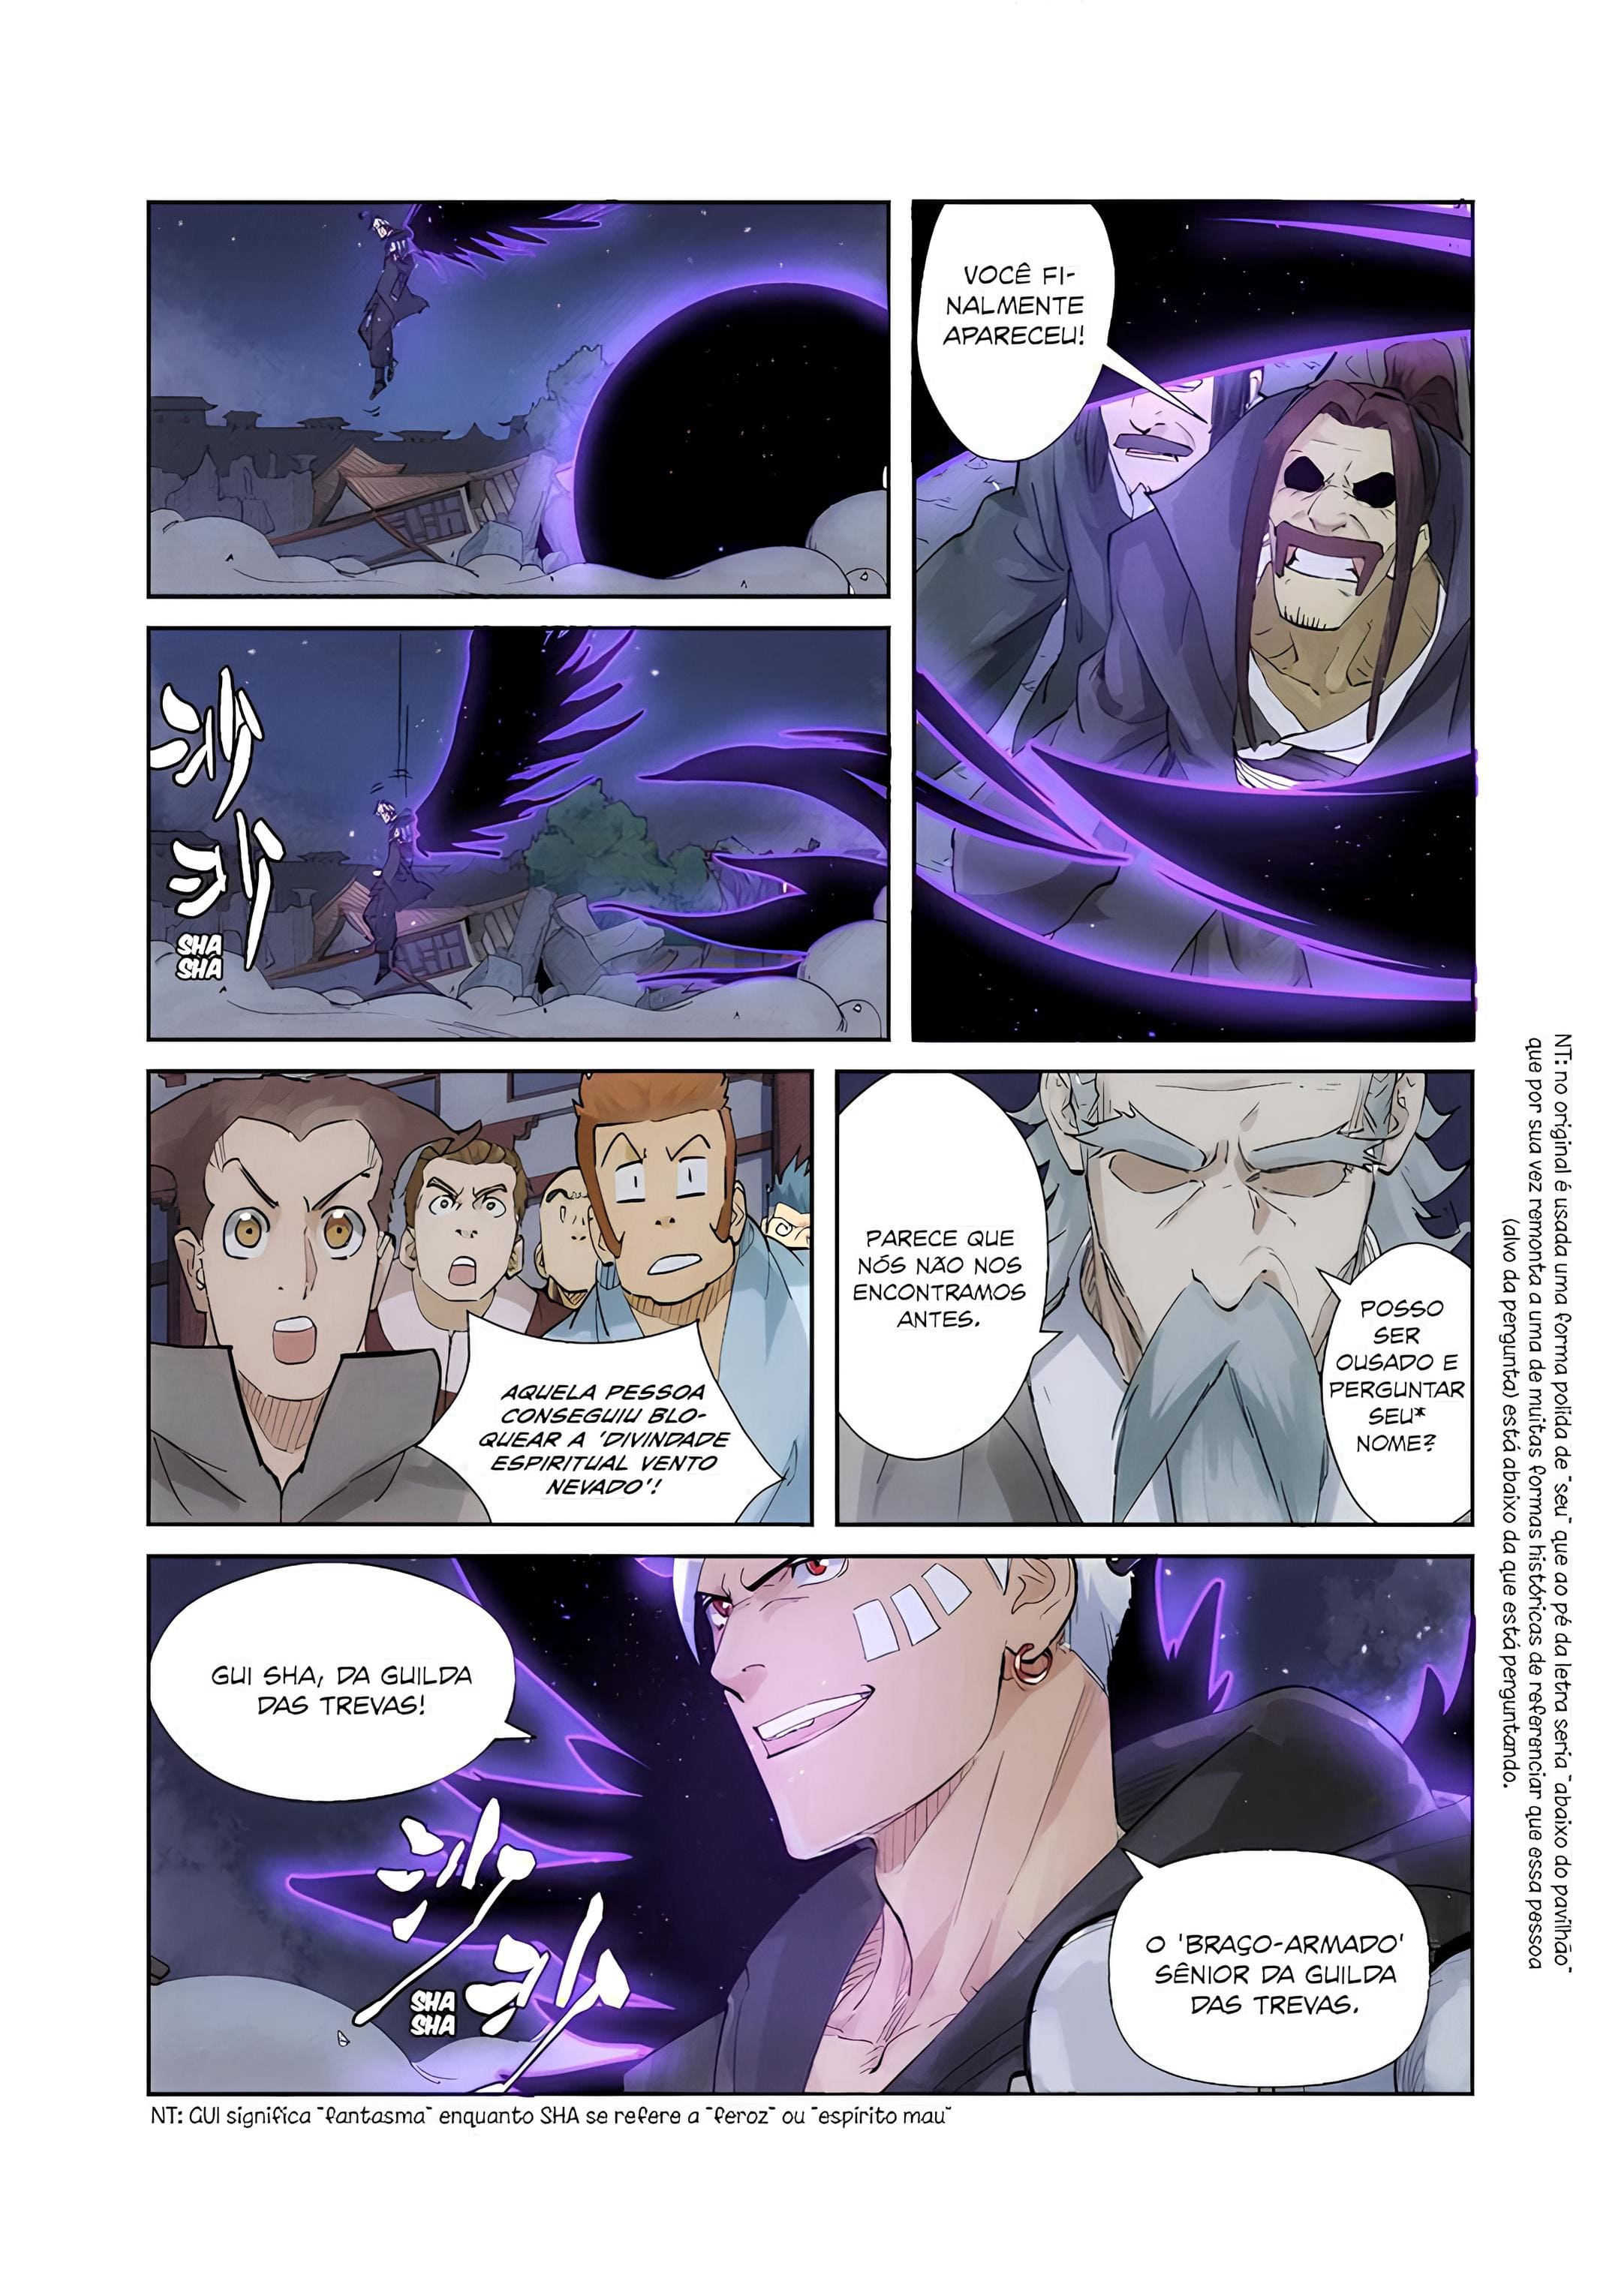 VOCÊ FI-
NALMENTE
APARECEU!
沙
沙
SHA
SHA
AQUELA PESSOA
CONSEGUIU BLO-
QUEAR A 'DIVINDADE
ESPIRITUAL VENTO
NEVADO'!
PARECE QUE
NÓS NÃO NOS
ENCONTRAMOS
ANTES.
POSSO
SER
OUSADO E
PERGUNTAR
SEU*
NOME?
NT: no original é usada uma forma polida de "seu" que ao pé da letna seria "abaixo do pavilhão"
que por sua vez remonta a uma de muitas formas históricas de referenciar que essa pessoa
(alvo da pergunta) está abaixo da que está perguntando.
GUI SHA, DA GUILDA
DAS TREVAS!
沙
沙
SHA
SHA
O 'BRAÇO-ARMADO'
SÊNIOR DA GUILDA
DAS TREVAS.
NT: GUI significa "fantasma" enquanto SHA se refere a "feroz" ou "espírito mau"